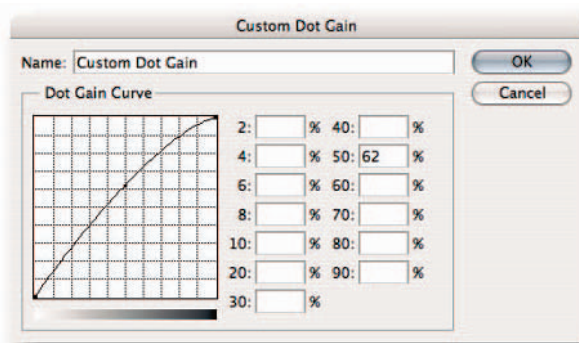 Custom Dot Gain
Name: Custom Dot Gain
OK
Cancel
Dot Gain Curve
2: % 40: %
4: % 50: 62 %
6: % 60: %
8: % 70: %
10: % 80: %
20: % 90: %
30: %